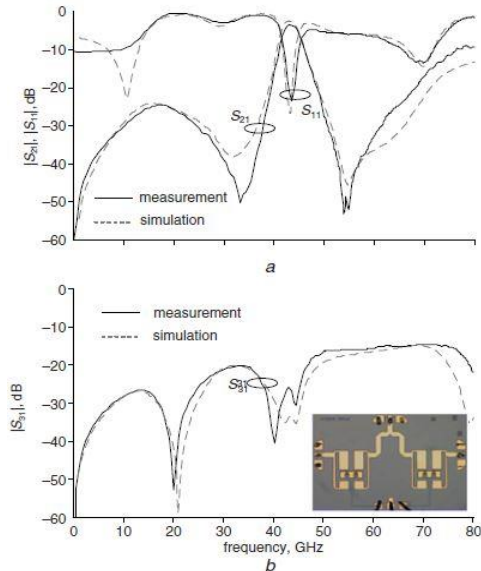 0
–10
–20
–30
–40
–50
–60
|S21|, |S11|, dB
S21
S11
measurement
simulation
a
0
–10
–20
–30
–40
–50
–60
|S31|, dB
measurement
simulation
0 10 20 30 40 50 60 70 80
frequency, GHz
b